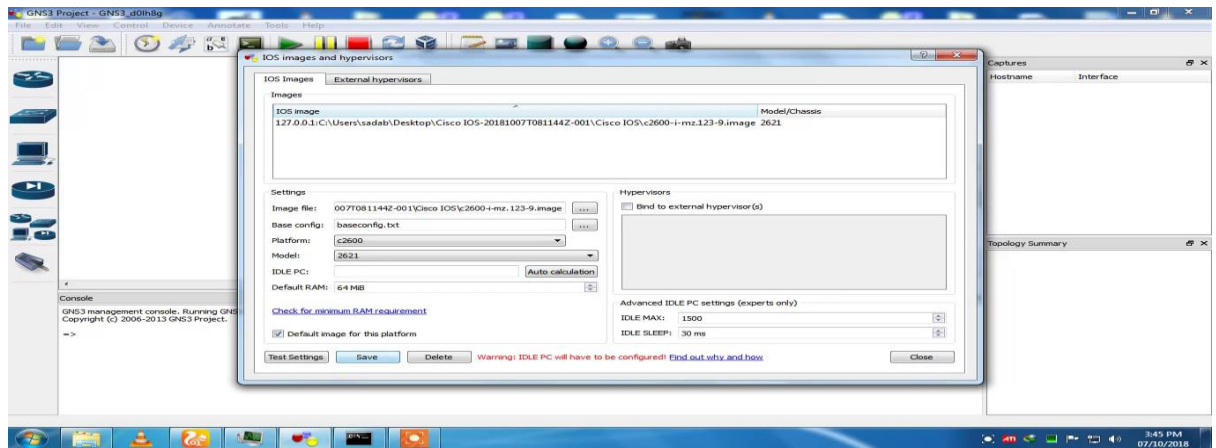 GNS3 Project - GNS3_d0lh8g
File Edit View Control Device Annotate Tools Help
IOS images and hypervisors
IOS Images External hypervisors
Images
IOS image Model/Chassis
127.0.0.1:C:\Users\sadab\Desktop\Cisco IOS-20181007T081144Z-001\Cisco IOS\c2600-i-mz.123-9.image 2621
Settings
Image file: 007T081144Z-001\Cisco IOS\c2600-i-mz.123-9.image ...
Base config: baseconfig.txt ...
Platform: c2600
Model: 2621
IDLE PC: Auto calculation
Default RAM: 64 MiB
Check for minimum RAM requirement
Default image for this platform
Hypervisors
Bind to external hypervisor(s)
Advanced IDLE PC settings (experts only)
IDLE MAX: 1500
IDLE SLEEP: 30 ms
Test Settings Save Delete Warning: IDLE PC will have to be configured! Find out why and how Close
Captures
Hostname Interface
Topology Summary
Console
GNS3 management console. Running GNS
Copyright (c) 2006-2013 GNS3 Project.
=>
3:45 PM
07/10/2018